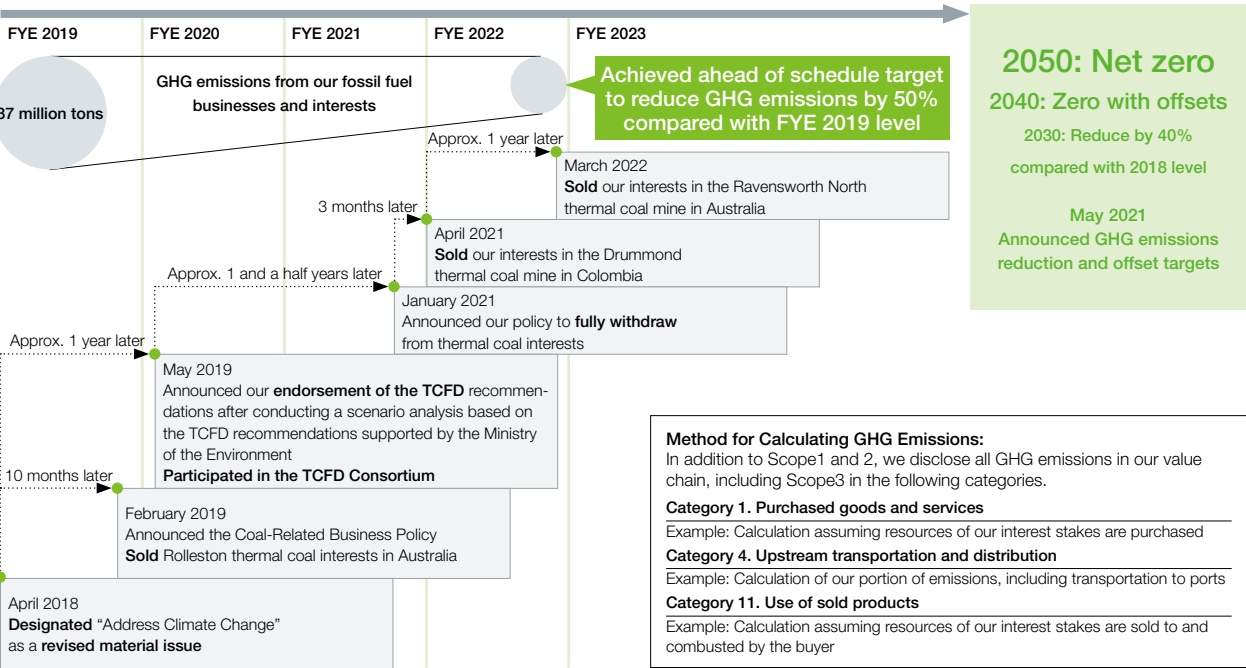 FYE 2019
FYE 2020
FYE 2021
FYE 2022
FYE 2023
37 million tons
GHG emissions from our fossil fuel
businesses and interests
Achieved ahead of schedule target
to reduce GHG emissions by 50%
compared with FYE 2019 level
2050: Net zero
2040: Zero with offsets
2030: Reduce by 40%
compared with 2018 level
May 2021
Announced GHG emissions
reduction and offset targets
Approx. 1 year later
March 2022
Sold our interests in the Ravensworth North
thermal coal mine in Australia
3 months later
April 2021
Sold our interests in the Drummond
thermal coal mine in Colombia
Approx. 1 and a half years later
January 2021
Announced our policy to fully withdraw
from thermal coal interests
Approx. 1 year later
May 2019
Announced our endorsement of the TCFD recommen-
dations after conducting a scenario analysis based on
the TCFD recommendations supported by the Ministry
of the Environment
Participated in the TCFD Consortium
10 months later
February 2019
Announced the Coal-Related Business Policy
Sold Rolleston thermal coal interests in Australia
April 2018
Designated “Address Climate Change”
as a revised material issue
Method for Calculating GHG Emissions:
In addition to Scope1 and 2, we disclose all GHG emissions in our value
chain, including Scope3 in the following categories.
Category 1. Purchased goods and services
Example: Calculation assuming resources of our interest stakes are purchased
Category 4. Upstream transportation and distribution
Example: Calculation of our portion of emissions, including transportation to ports
Category 11. Use of sold products
Example: Calculation assuming resources of our interest stakes are sold to and
combusted by the buyer